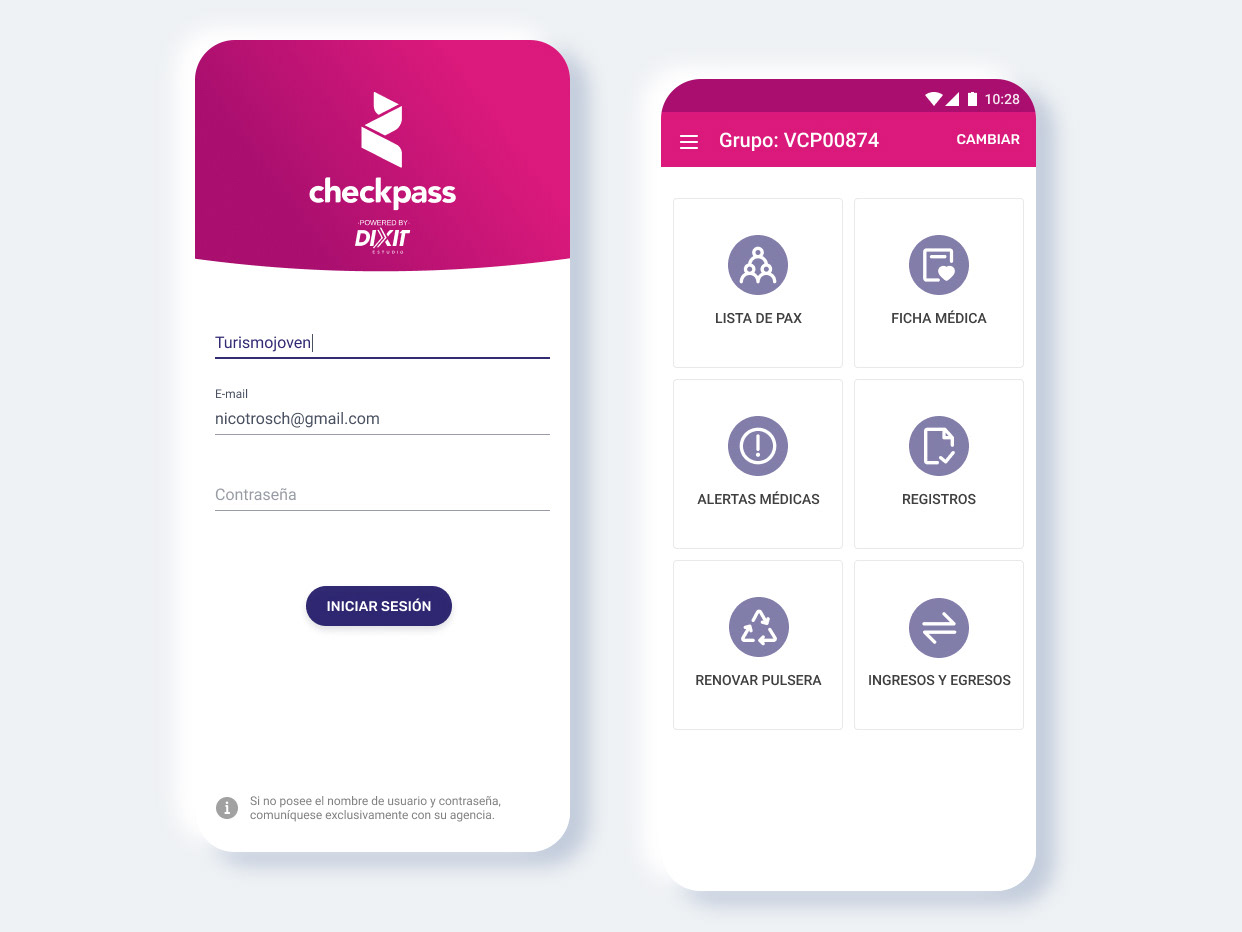 checkpass
·POWERED BY·
DIXIT
ESTUDIO
Turismojoven
E-mail
nicotrosch@gmail.com
Contraseña
INICIAR SESIÓN
Si no posee el nombre de usuario y contraseña,
comuníquese exclusivamente con su agencia.
10:28
Grupo: VCP00874 CAMBIAR
LISTA DE PAX
FICHA MÉDICA
ALERTAS MÉDICAS
REGISTROS
RENOVAR PULSERA
INGRESOS Y EGRESOS